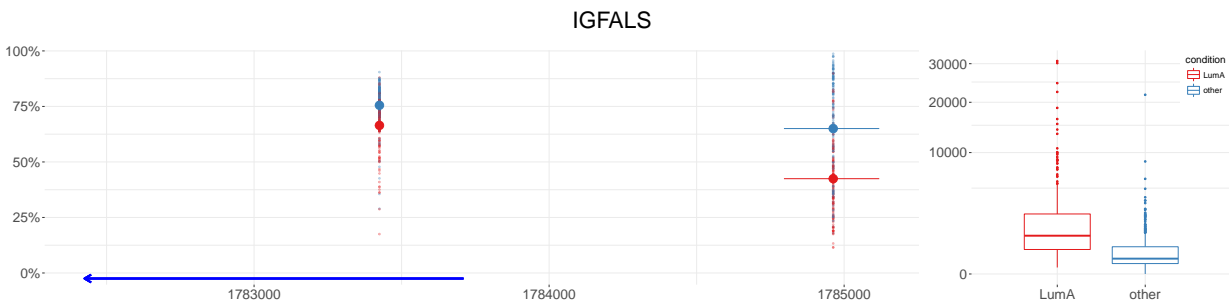 IGFALS
100%
75%
50%
25%
0%
1783000
1784000
1785000
30000
20000
10000
0
LumA
other
condition
LumA
other